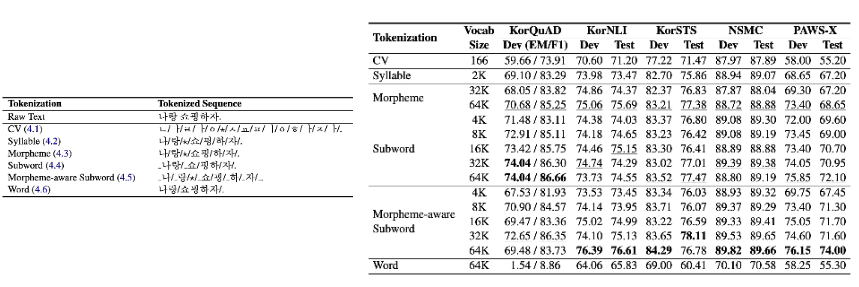 Tokenization Tokenized Sequence
Raw Text 나랑 쇼핑하자.
CV (4.1) ㄴ/ㅏ/ㄹ/ㅏ/ㅇ/⋆/ㅅ/ㅛ/ㅍ/ㅣ/ㅇ/ㅎ/ㅏ/ㅈ/ㅏ/.
Syllable (4.2) 나/랑/⋆/쇼/핑/하/자/.
Morpheme (4.3) 나/랑/⋆/쇼핑/하/자/.
Subword (4.4) _나랑/_쇼/핑하/자/.
Morpheme-aware Subword (4.5) _나/_랑/⋆/_쇼/핑/_하/_자/_.
Word (4.6) 나랑/쇼핑하자/.
Tokenization Vocab Size KorQuAD KorNLI KorSTS NSMC PAWS-X
Dev (EM/F1) Dev Test Dev Test Dev Test Dev Test
CV 166 59.66 / 73.91 70.60 71.20 77.22 71.47 87.97 87.89 58.00 55.20
Syllable 2K 69.10 / 83.29 73.98 73.47 82.70 75.86 88.94 89.07 68.65 67.20
Morpheme 32K 68.05 / 83.82 74.86 74.37 82.37 76.83 87.87 88.04 69.30 67.20
64K 70.68 / 85.25 75.06 75.69 83.21 77.38 88.72 88.88 73.40 68.65
Subword 4K 71.48 / 83.11 74.38 74.03 83.37 76.80 89.08 89.30 72.00 69.60
8K 72.91 / 85.11 74.18 74.65 83.23 76.42 89.08 89.19 73.45 69.00
16K 73.42 / 85.75 74.46 75.15 83.30 76.41 88.89 88.88 73.40 70.70
32K 74.04 / 86.30 74.74 74.29 83.02 77.01 89.39 89.38 74.05 70.95
64K 74.04 / 86.66 73.73 74.55 83.52 77.47 88.80 89.19 75.85 72.10
Morpheme-aware Subword 4K 67.53 / 81.93 73.53 73.45 83.34 76.03 88.93 89.32 69.75 67.45
8K 70.90 / 84.57 74.14 73.95 83.71 76.07 89.37 89.29 73.40 71.30
16K 69.47 / 83.36 75.02 74.99 83.22 76.59 89.33 89.41 75.05 71.70
32K 72.65 / 86.35 74.10 75.13 83.65 78.11 89.53 89.65 74.60 71.60
64K 69.48 / 83.73 76.39 76.61 84.29 76.78 89.82 89.66 76.15 74.00
Word 64K 1.54 / 8.86 64.06 65.83 69.00 60.41 70.10 70.58 58.25 55.30